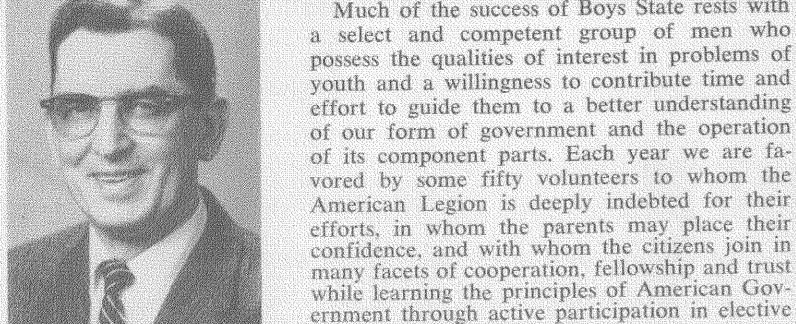 Much of the success of Boys State rests with
a select and competent group of men who
possess the qualities of interest in problems of
youth and a willingness to contribute time and
effort to guide them to a better understanding
of our form of government and the operation
of its component parts. Each year we are fa-
vored by some fifty volunteers to whom the
American Legion is deeply indebted for their
efforts, in whom the parents may place their
confidence, and with whom the citizens join in
many facets of cooperation, fellowship and trust
while learning the principles of American Gov-
ernment through active participation in elective